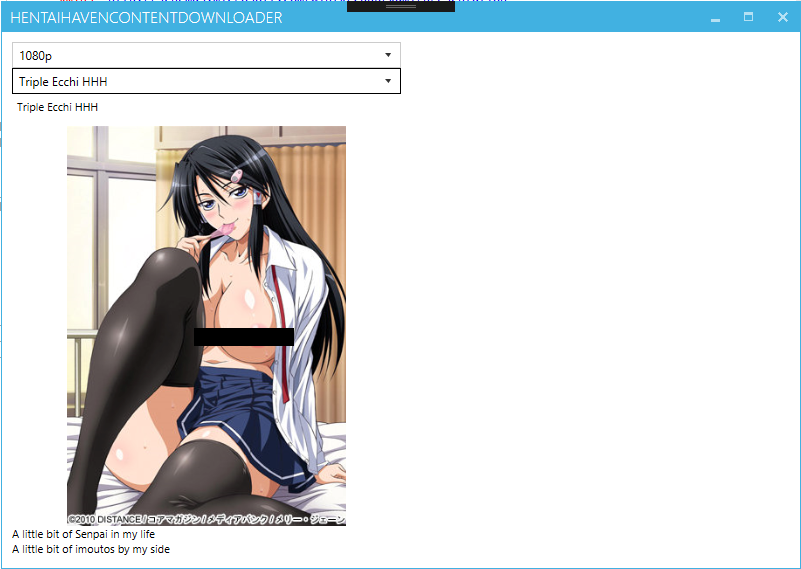 HENTAIHAVENCONTENTDOWNLOADER
1080p
Triple Ecchi HHH
Triple Ecchi HHH
©2010 DISTANCE / コアマガジン / メディアバンク / メリー・ジェーン
A little bit of Senpai in my life
A little bit of imoutos by my side